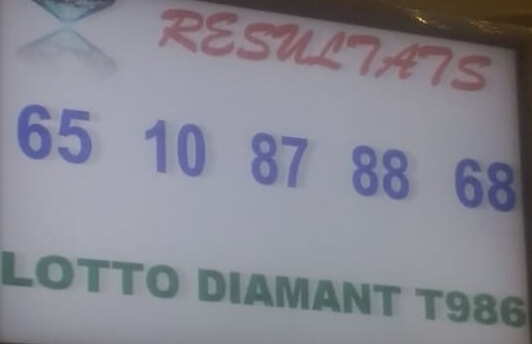 RESULTATS
65 10 87 88 68
LOTTO DIAMANT T986